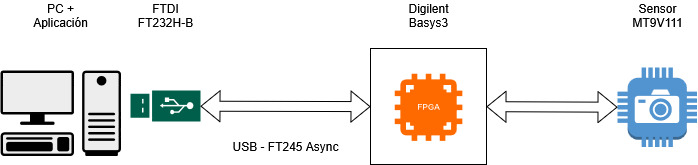 PC +
Aplicación
FTDI
FT232H-B
Digilent
Basys3
Sensor
MT9V111
FPGA
USB - FT245 Async